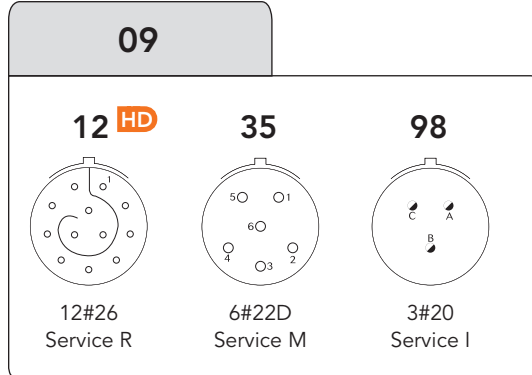 09
12 HD
35
98
1
5 1
6
4 2
3
C A
B
12#26
Service R
6#22D
Service M
3#20
Service I